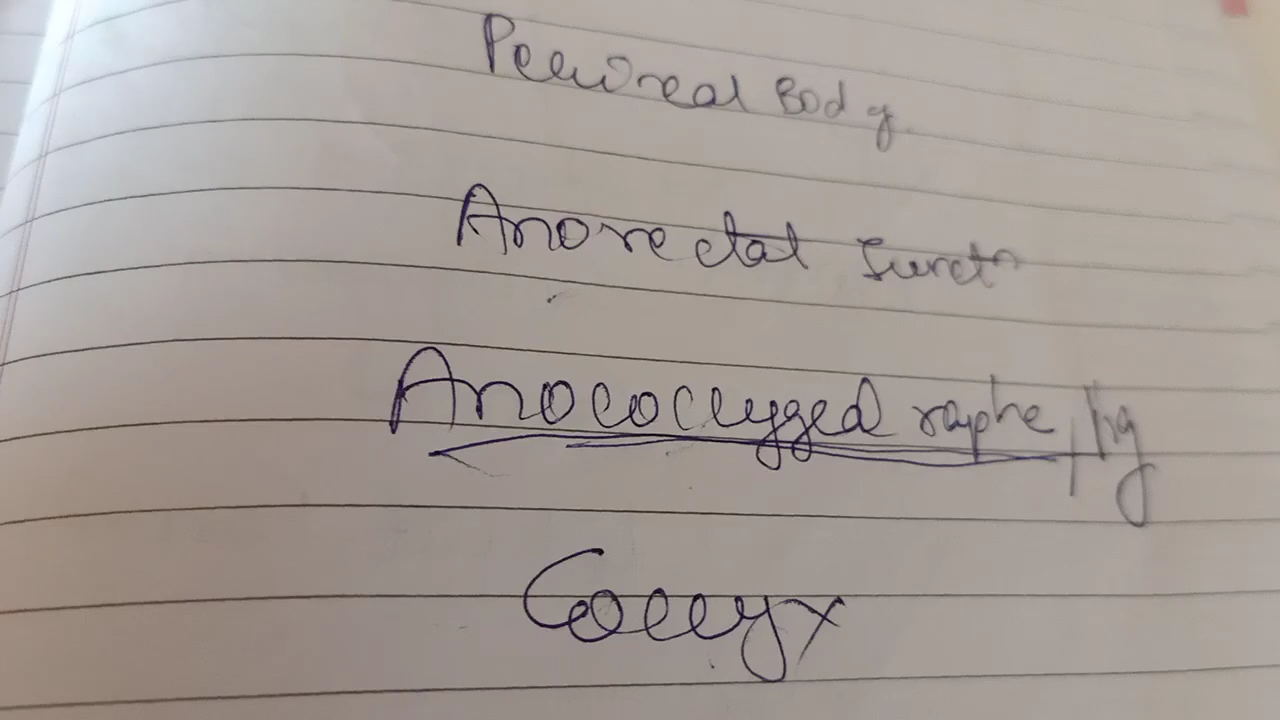 Perineal Body
Anorectal Junctn
Anococcygeal raphe / lig
Coccyx